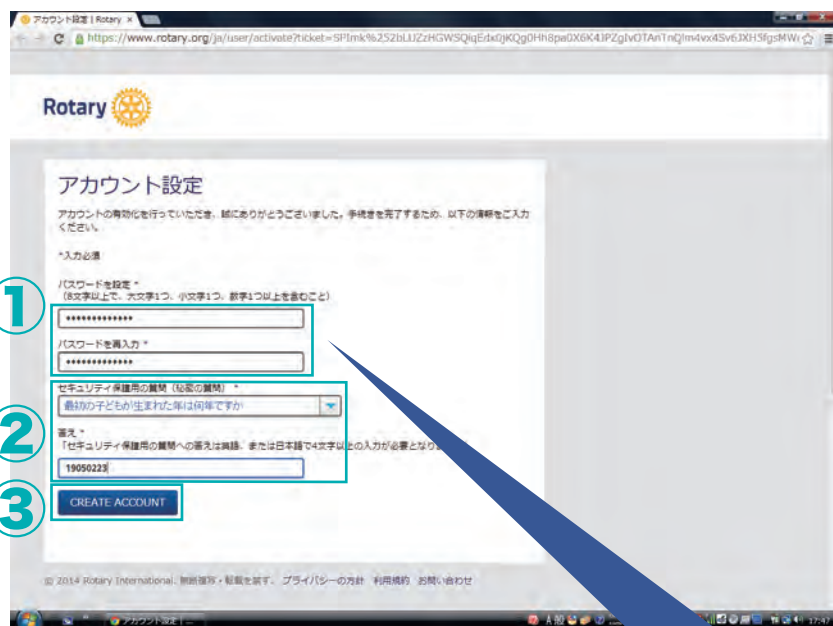 アカウント設定 | Rotary ×
https://www.rotary.org/ja/user/activate?ticket=
Rotary
アカウント設定
アカウントの有効化を行っていただき、誠にありがとうございました。手続きを完了するため、以下の情報をご入力
ください。
*入力必須
① パスワードを設定 *
(8文字以上で、大文字1つ、小文字1つ、数字1つ以上を含むこと)
•••••••••••••
パスワードを再入力 *
•••••••••••••
② セキュリティ保護用の質問(秘密の質問) *
最初の子どもが生まれた年は何年ですか
答え *
「セキュリティ保護用の質問への答えは英語、または日本語で4文字以上の入力が必要となり
19050223
③ CREATE ACCOUNT
© 2014 Rotary International. 無断複写・転載を禁ず。 プライバシーの方針 利用規約 お問い合わせ
アカウント設定 | ...
A 般
17:47